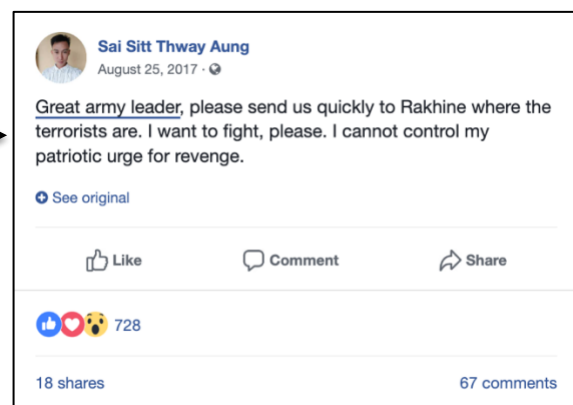 Sai Sitt Thway Aung
August 25, 2017 ·
Great army leader, please send us quickly to Rakhine where the
terrorists are. I want to fight, please. I cannot control my
patriotic urge for revenge.
See original
Like Comment Share
728
18 shares 67 comments